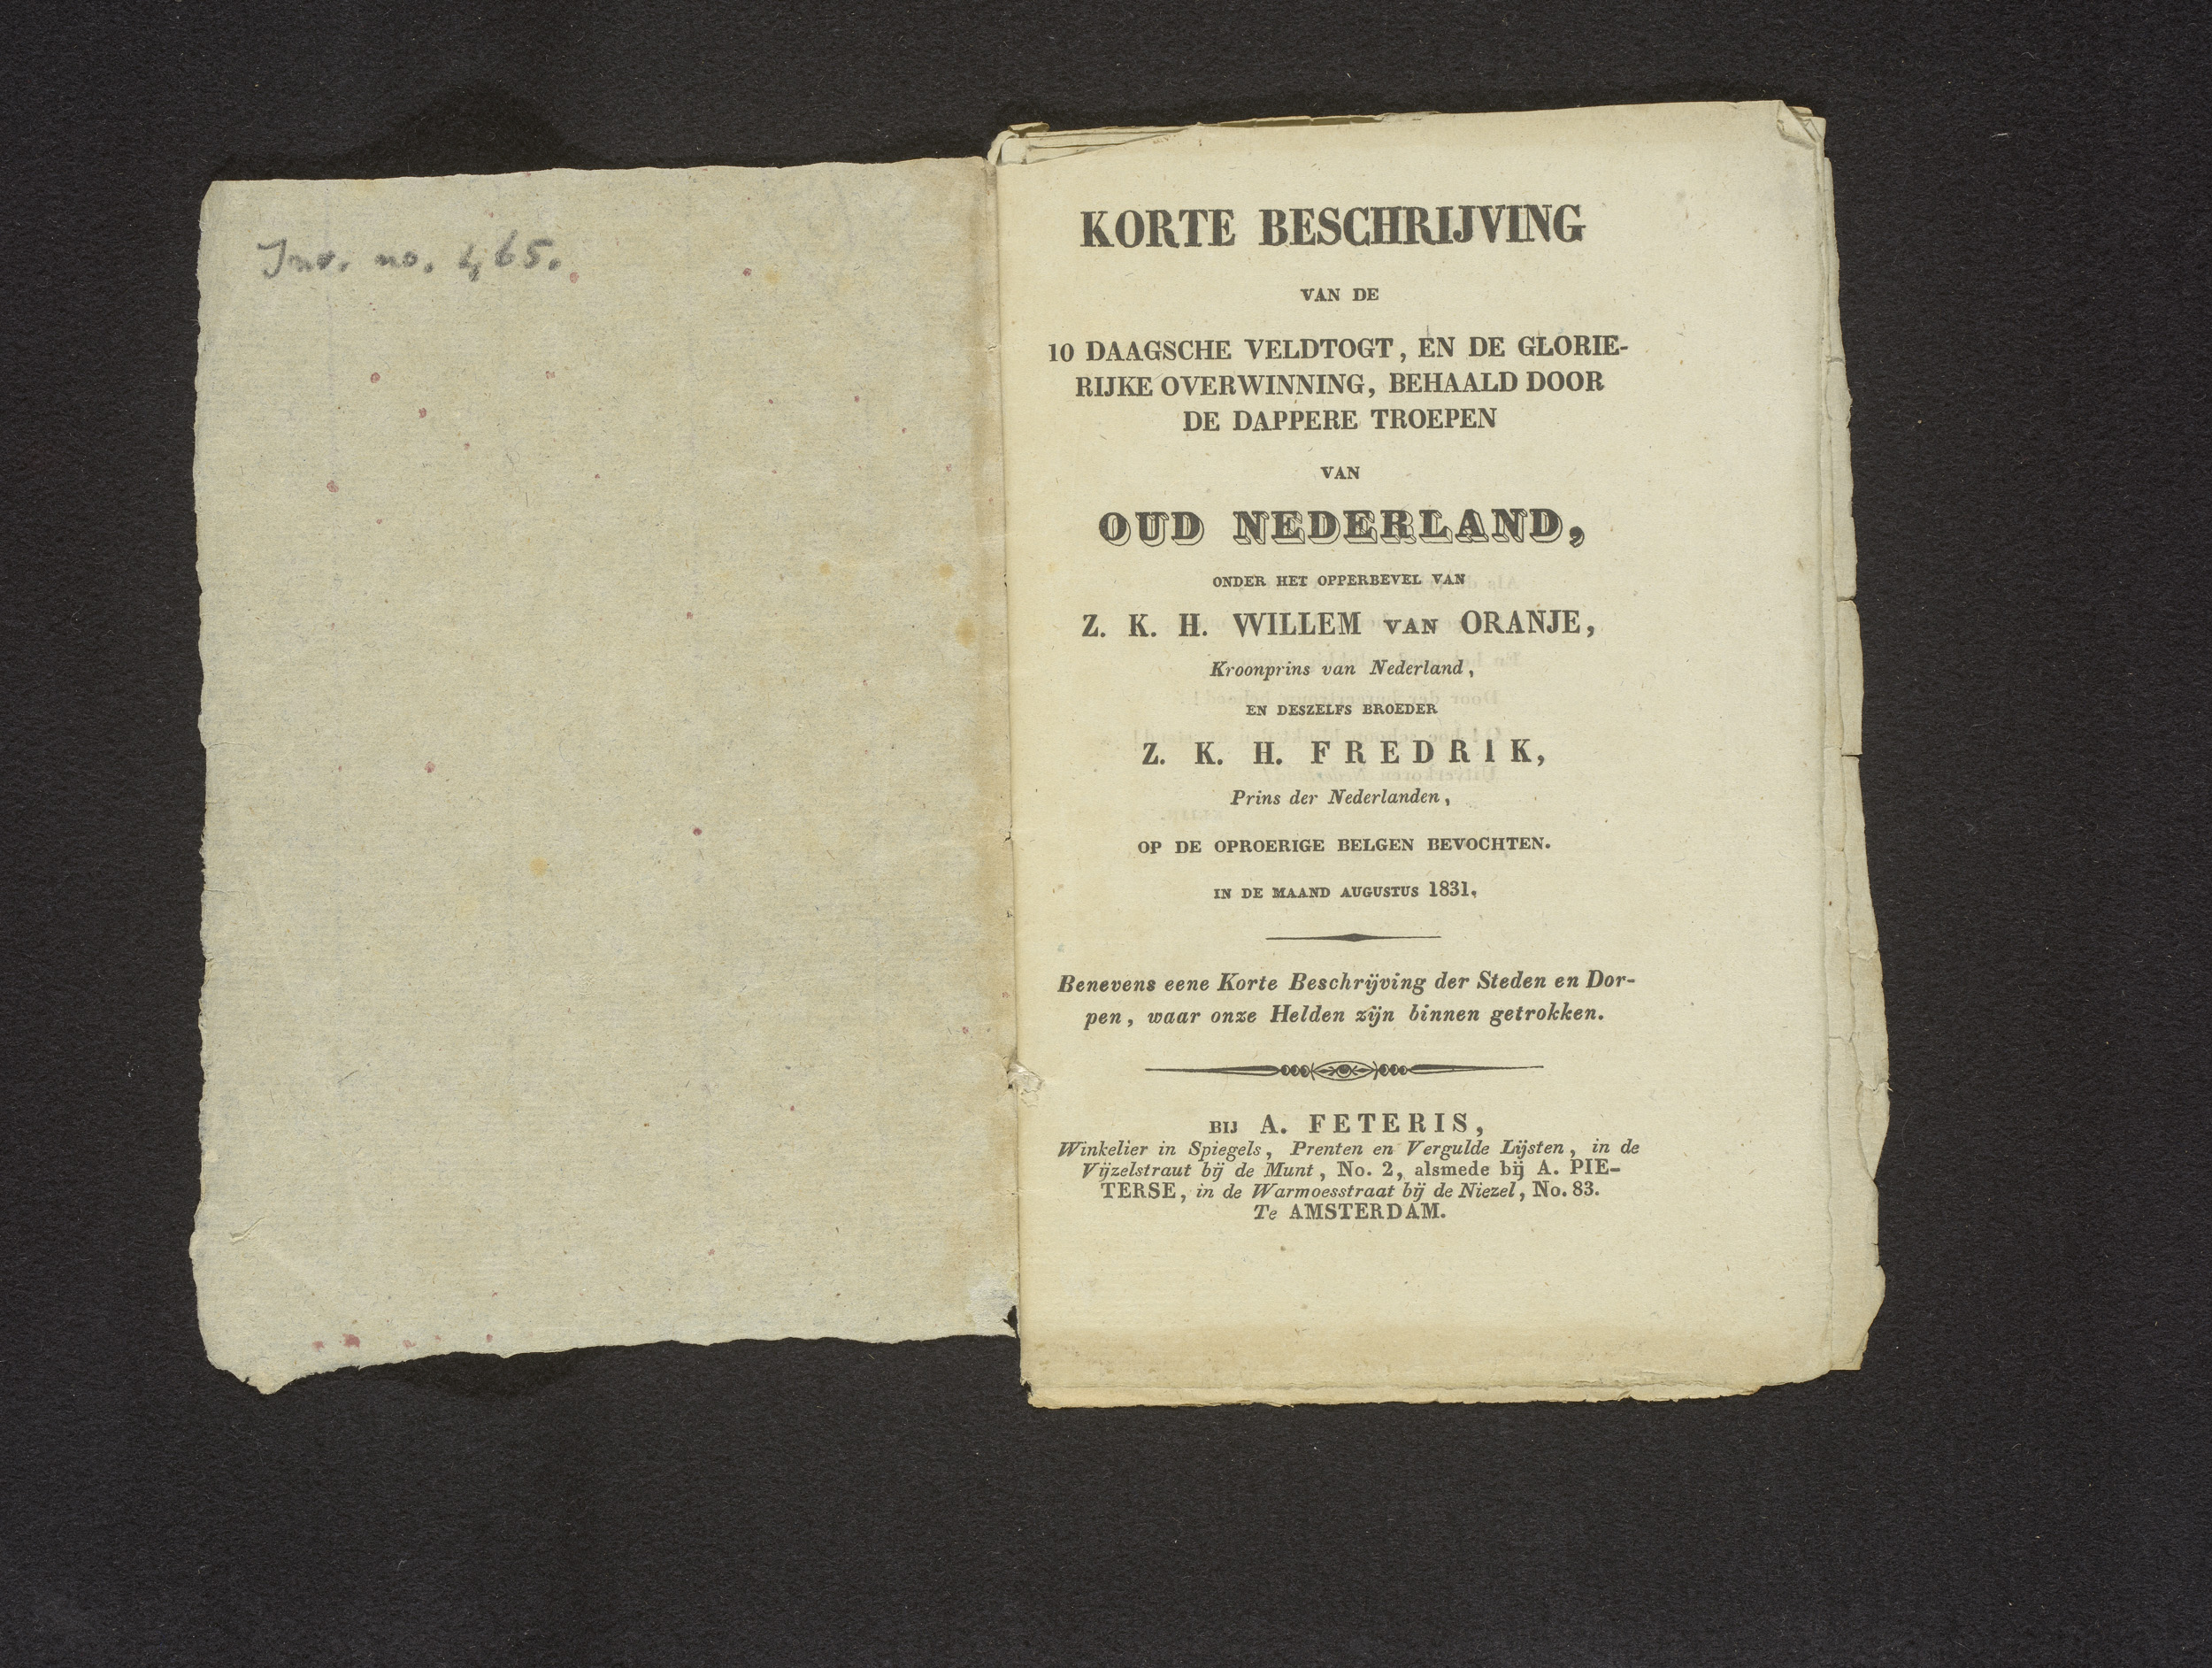 Inv. no. 465.
KORTE BESCHRIJVING
VAN DE
10 DAAGSCHE VELDTOGT, EN DE GLORIE-
RIJKE OVERWINNING, BEHAALD DOOR
DE DAPPERE TROEPEN
VAN
OUD NEDERLAND,
ONDER HET OPPERBEVEL VAN
Z. K. H. WILLEM VAN ORANJE,
Kroonprins van Nederland,
EN DESZELFS BROEDER
Z. K. H. FREDRIK,
Prins der Nederlanden,
OP DE OPROERIGE BELGEN BEVOCHTEN.
IN DE MAAND AUGUSTUS 1831.
Benevens eene Korte Beschrijving der Steden en Dor-
pen, waar onze Helden zijn binnen getrokken.
BIJ A. FETERIS,
Winkelier in Spiegels, Prenten en Vergulde Lijsten, in de
Vijzelstraut bij de Munt, No. 2, alsmede bij A. PIE-
TERSE, in de Warmoesstraat bij de Niezel, No. 83.
Te AMSTERDAM.